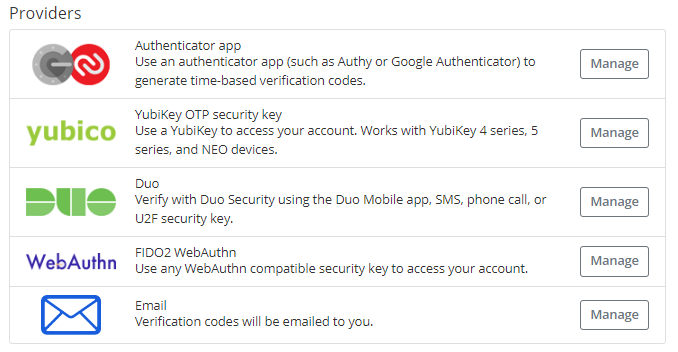 Providers
Authenticator app
Use an authenticator app (such as Authy or Google Authenticator) to
generate time-based verification codes.
Manage
yubico
YubiKey OTP security key
Use a YubiKey to access your account. Works with YubiKey 4 series, 5
series, and NEO devices.
Manage
DUO
Duo
Verify with Duo Security using the Duo Mobile app, SMS, phone call, or
U2F security key.
Manage
WebAuthn
FIDO2 WebAuthn
Use any WebAuthn compatible security key to access your account.
Manage
Email
Verification codes will be emailed to you.
Manage